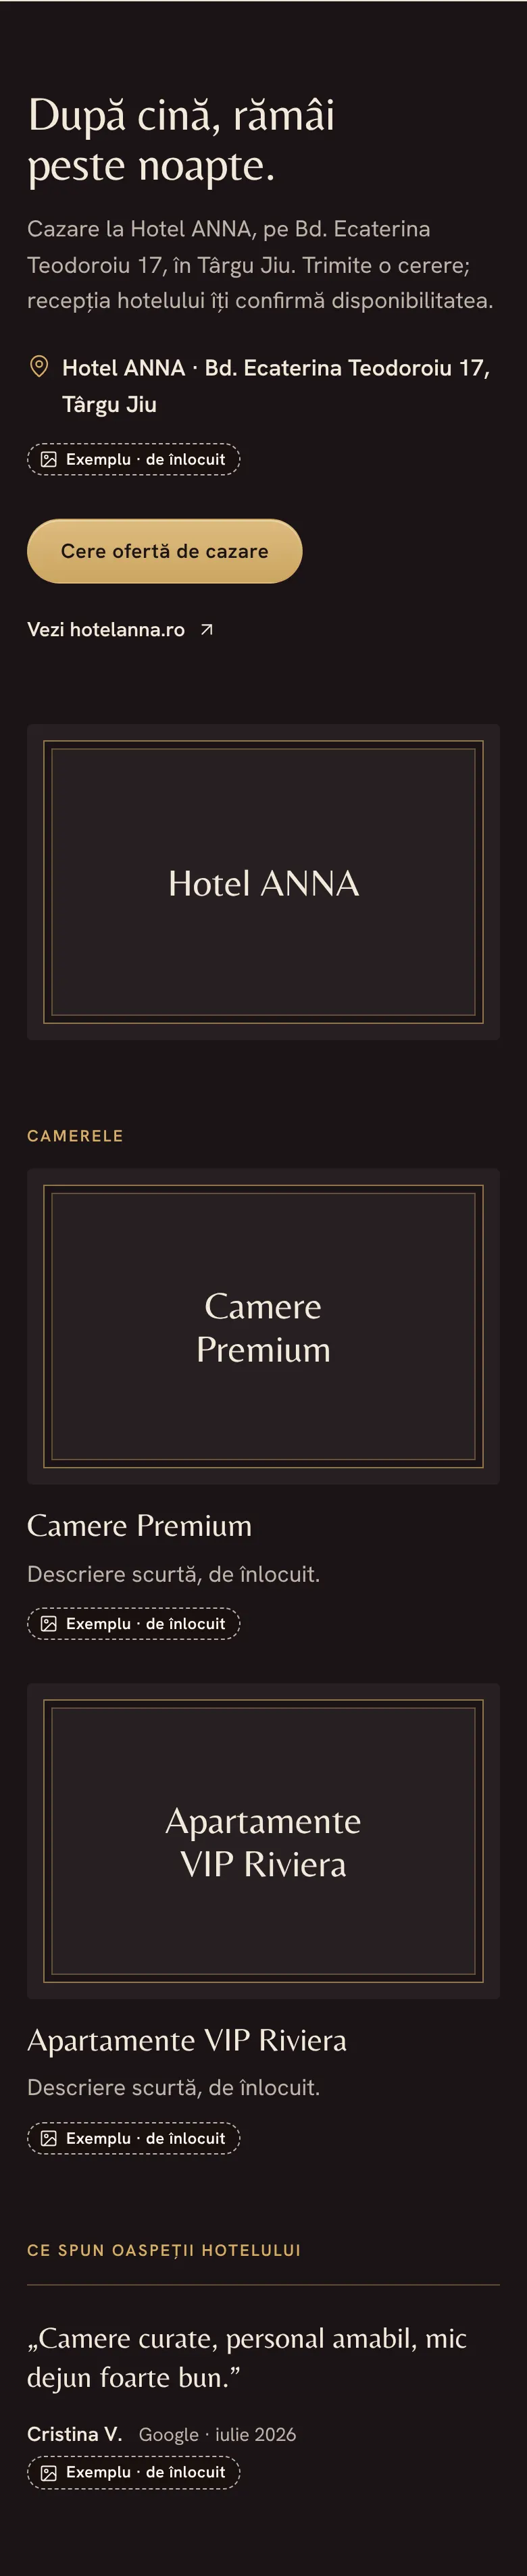 După cină, rămâi
peste noapte.
Cazare la Hotel ANNA, pe Bd. Ecaterina
Teodoroiu 17, în Târgu Jiu. Trimite o cerere;
recepția hotelului îți confirmă disponibilitatea.
Hotel ANNA · Bd. Ecaterina Teodoroiu 17,
Târgu Jiu
Exemplu · de înlocuit
Cere ofertă de cazare
Vezi hotelanna.ro
Hotel ANNA
CAMERELE
Camere
Premium
Camere Premium
Descriere scurtă, de înlocuit.
Exemplu · de înlocuit
Apartamente
VIP Riviera
Apartamente VIP Riviera
Descriere scurtă, de înlocuit.
Exemplu · de înlocuit
CE SPUN OASPEȚII HOTELULUI
„Camere curate, personal amabil, mic
dejun foarte bun.”
Cristina V. Google · iulie 2026
Exemplu · de înlocuit